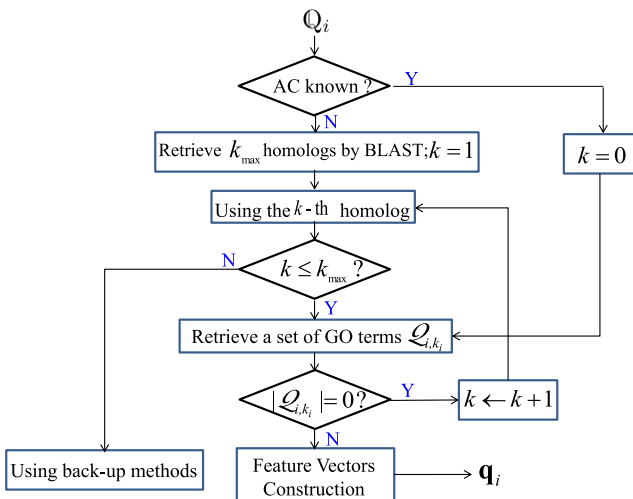 ℚ_i
AC known ?
Y
N
Retrieve k_max homologs by BLAST; k = 1
k = 0
Using the k - th homolog
N
k ≤ k_max ?
Y
Retrieve a set of GO terms 𝒬_{i,k_i}
| 𝒬_{i,k_i} | = 0 ?
Y
k ← k + 1
N
Using back-up methods
Feature Vectors
Construction
𝐪_i